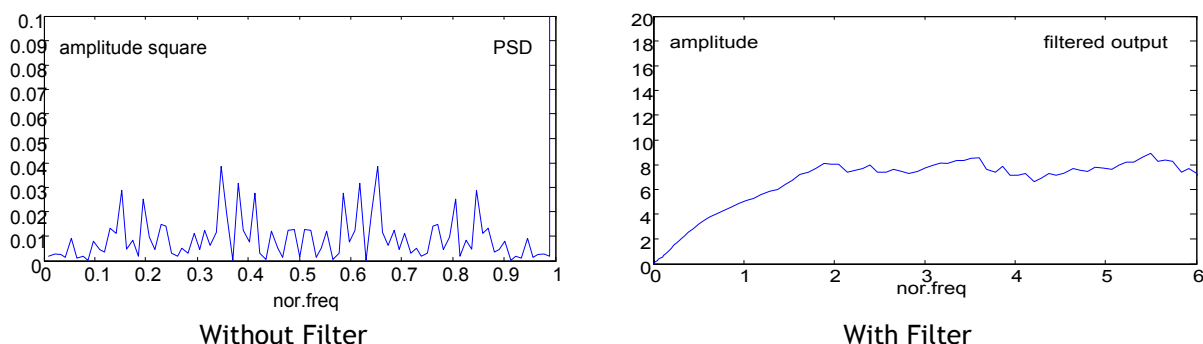 0.1
0.09
0.08
0.07
0.06
0.05
0.04
0.03
0.02
0.01
0
amplitude square
PSD
0 0.1 0.2 0.3 0.4 0.5 0.6 0.7 0.8 0.9 1
nor.freq
Without Filter
20
18
16
14
12
10
8
6
4
2
0
amplitude
filtered output
0 1 2 3 4 5 6
nor.freq
With Filter